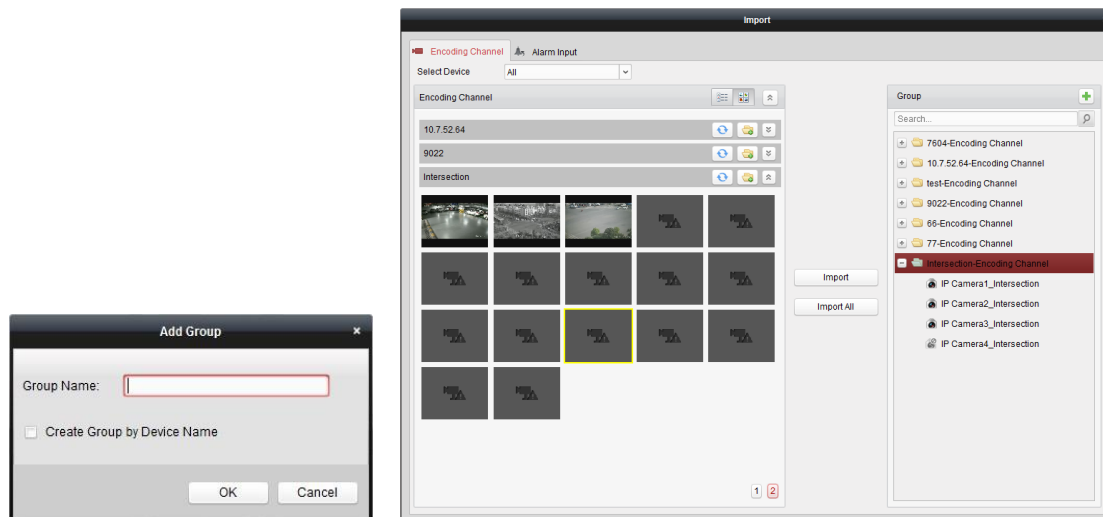 Add Group
×
Group Name:
Create Group by Device Name
OK
Cancel
Import
Encoding Channel
Alarm Input
Select Device
All
Encoding Channel
10.7.52.64
9022
Intersection
1 2
Import
Import All
Group
Search...
7604-Encoding Channel
10.7.52.64-Encoding Channel
test-Encoding Channel
9022-Encoding Channel
66-Encoding Channel
77-Encoding Channel
Intersection-Encoding Channel
IP Camera1_Intersection
IP Camera2_Intersection
IP Camera3_Intersection
IP Camera4_Intersection